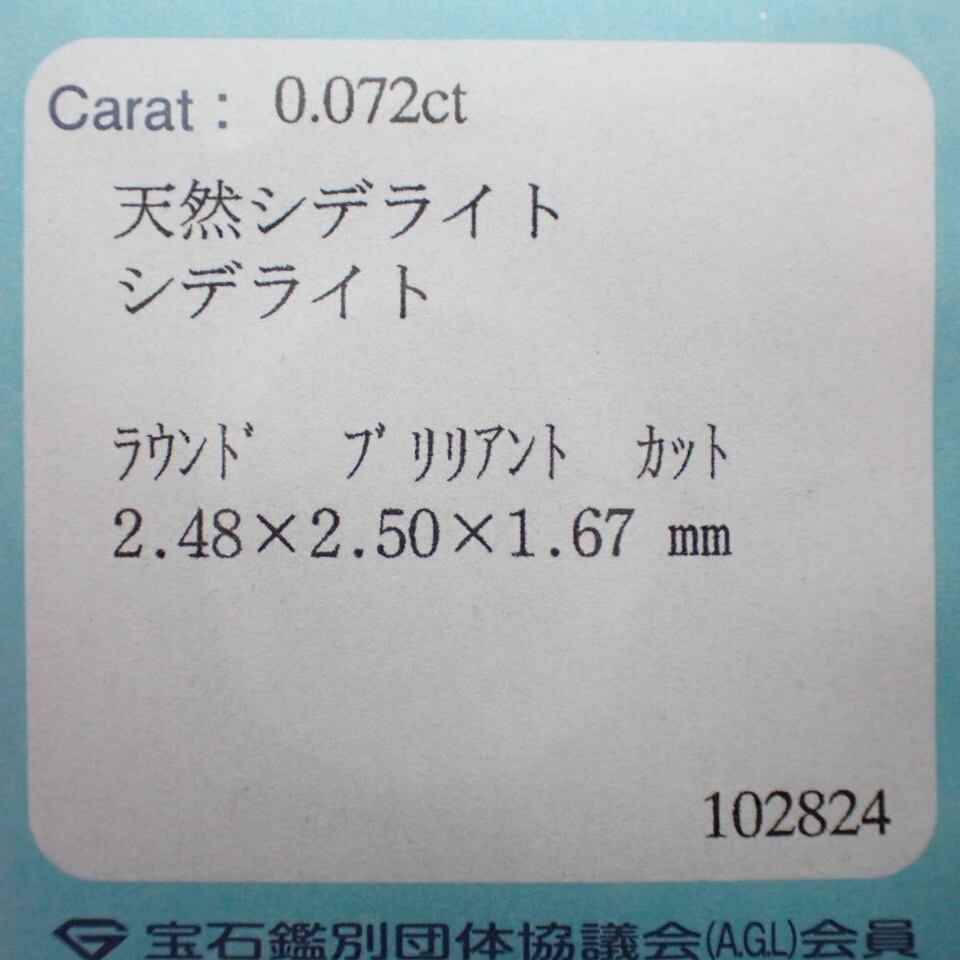 Carat : 0.072ct
天然シデライト
シデライト
ﾗｳﾝﾄﾞ ﾌﾞﾘﾘｱﾝﾄ ｶｯﾄ
2.48×2.50×1.67 mm
102824
宝石鑑別団体協議会(A.G.L)会員